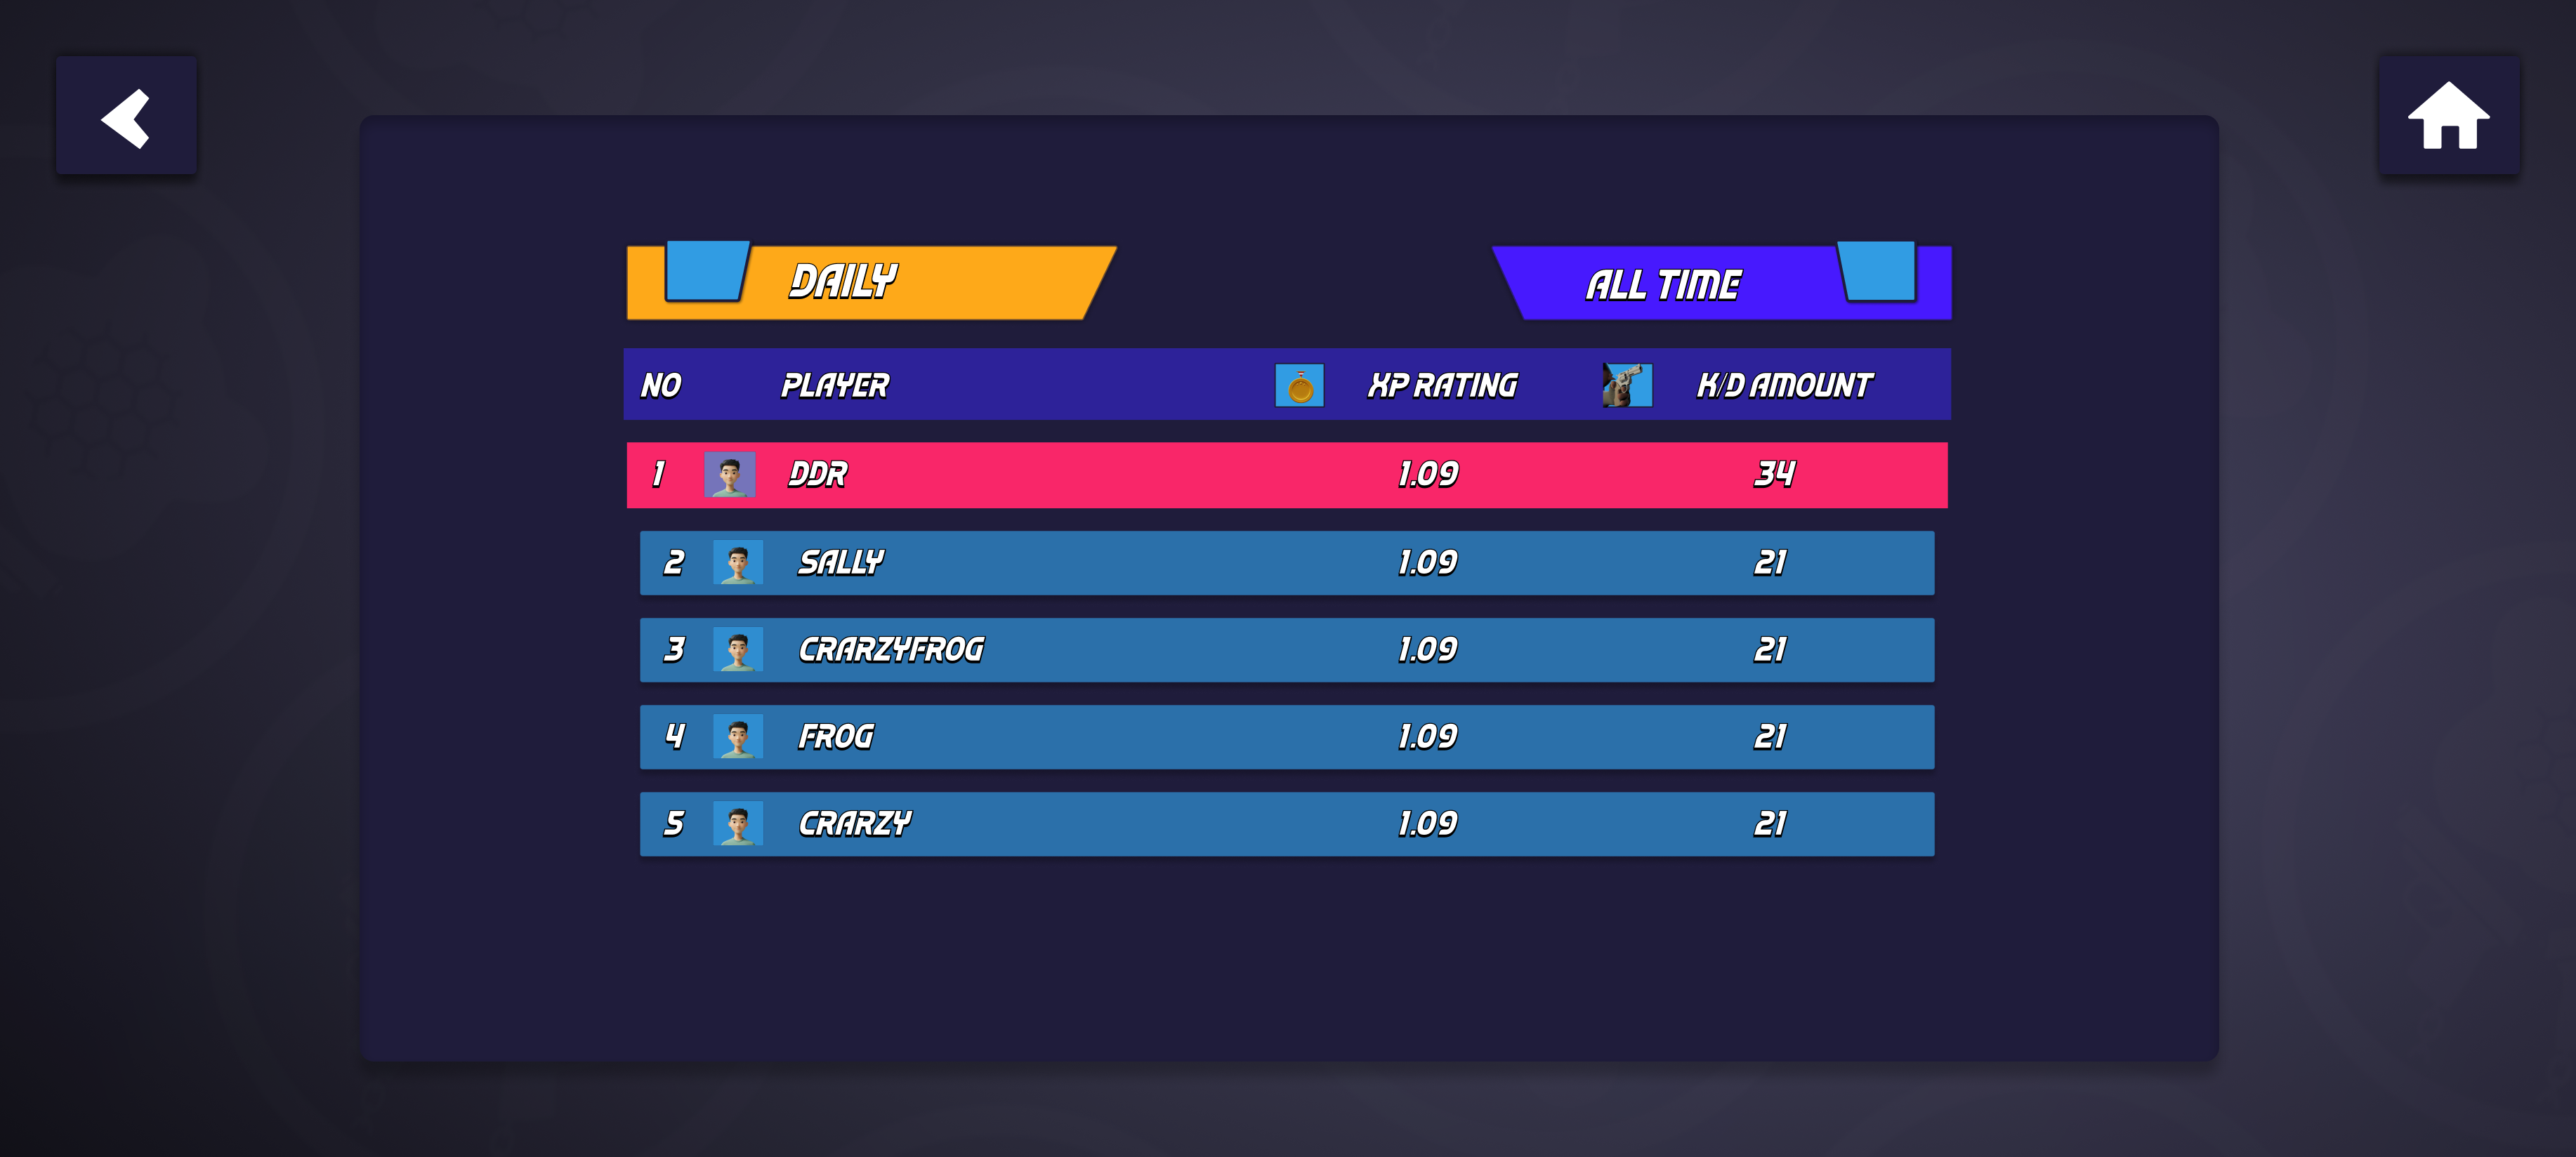 DAILY
ALL TIME
NO PLAYER XP RATING K/D AMOUNT
1 DDR 1.09 34
2 SALLY 1.09 21
3 CRARZYFROG 1.09 21
4 FROG 1.09 21
5 CRARZY 1.09 21